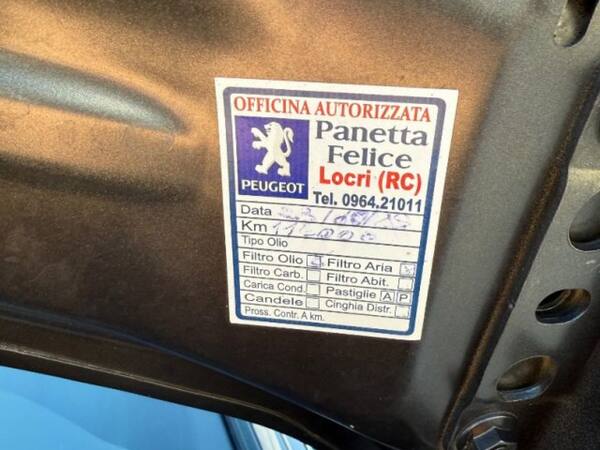 OFFICINA AUTORIZZATA
PEUGEOT
Panetta
Felice
Locri (RC)
Tel. 0964.21011
Data
Km
Tipo Olio
Filtro Olio Filtro Aria
Filtro Carb. Filtro Abit.
Carica Cond. Pastiglie A P
Candele Cinghia Distr.
Pross. Contr. A km.